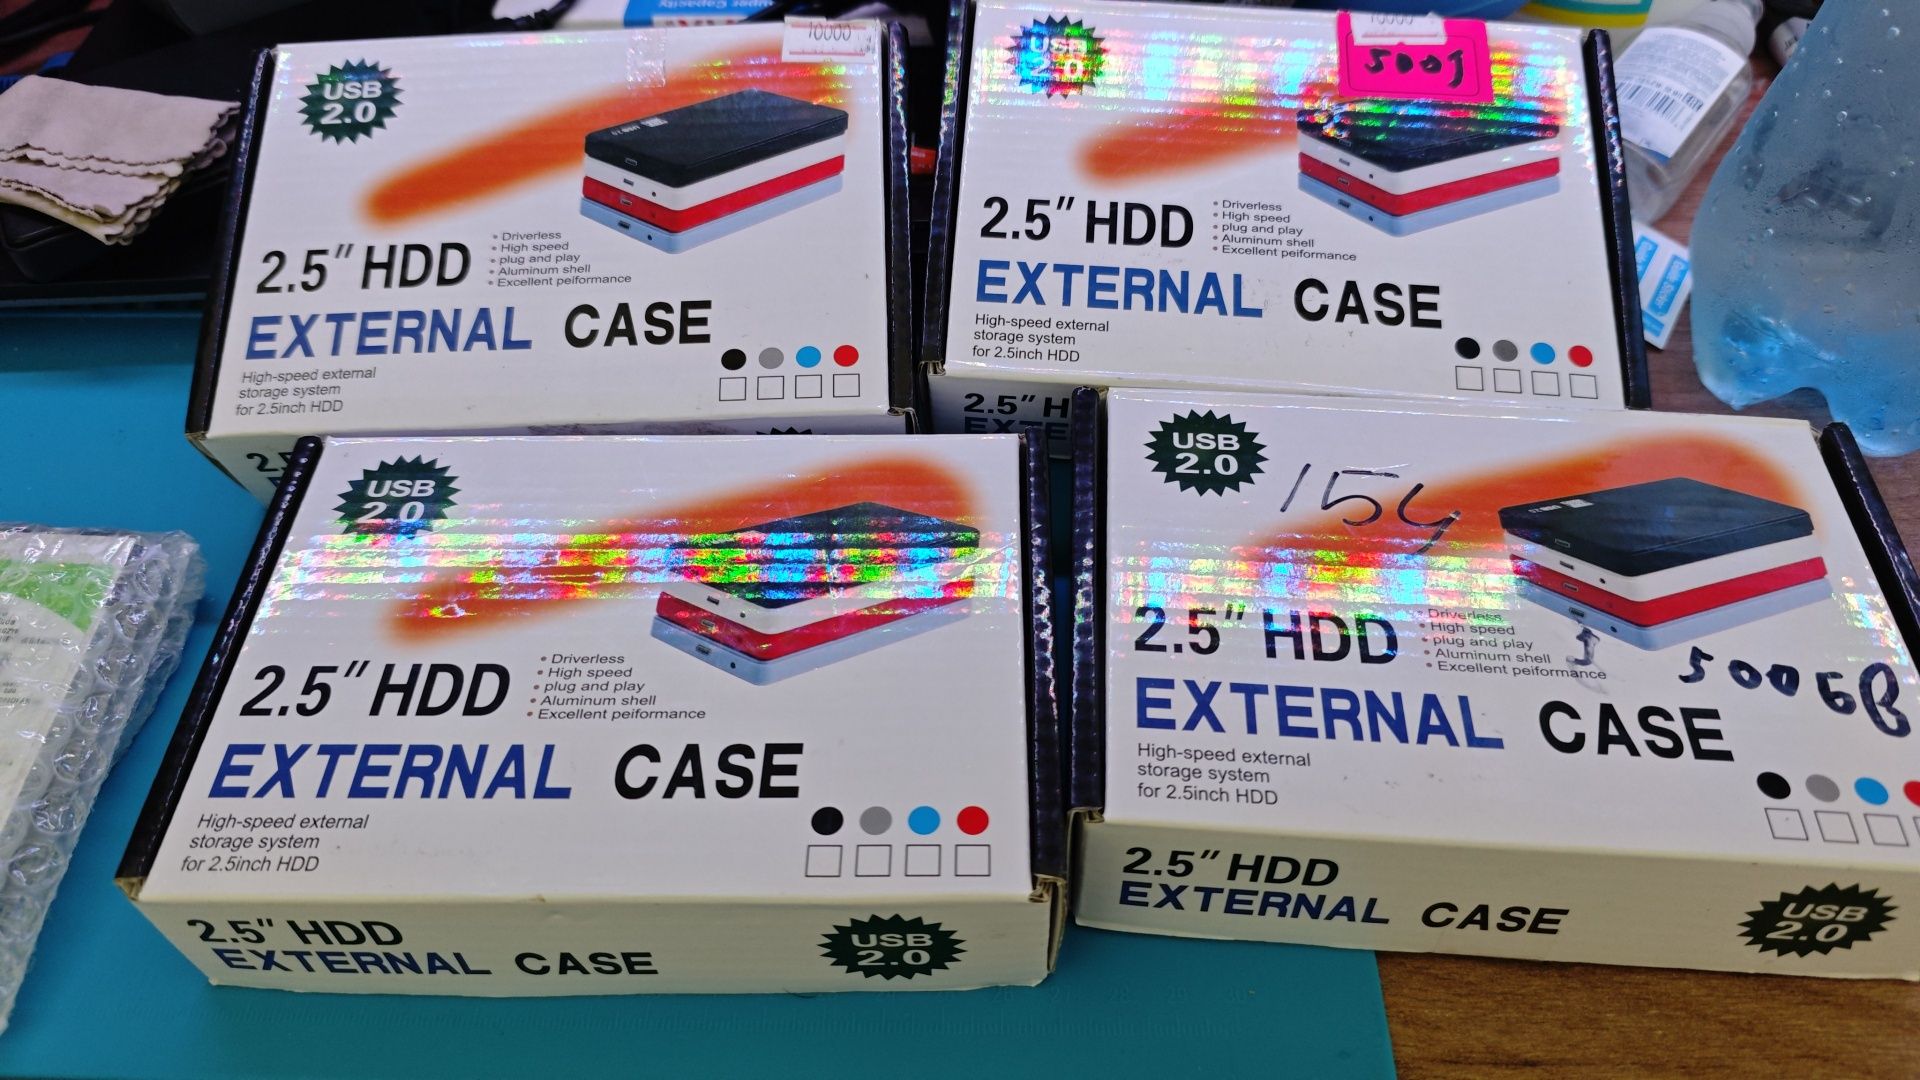 10000
USB
2.0
2.5" HDD
• Driverless
• High speed
• plug and play
• Aluminum shell
• Excellent peiformance
EXTERNAL CASE
High-speed external
storage system
for 2.5inch HDD
10000
500g
USB
2.0
2.5" HDD
• Driverless
• High speed
• plug and play
• Aluminum shell
• Excellent peiformance
EXTERNAL CASE
High-speed external
storage system
for 2.5inch HDD
2.5" H
EXTE
USB
2.0
2.5" HDD
• Driverless
• High speed
• plug and play
• Aluminum shell
• Excellent peiformance
EXTERNAL CASE
High-speed external
storage system
for 2.5inch HDD
2.5" HDD
EXTERNAL CASE
USB
2.0
USB
2.0
154
2.5" HDD
• Driverless
• High speed
• plug and play
• Aluminum shell
• Excellent peiformance
500GB
EXTERNAL CASE
High-speed external
storage system
for 2.5inch HDD
2.5" HDD
EXTERNAL CASE
USB
2.0